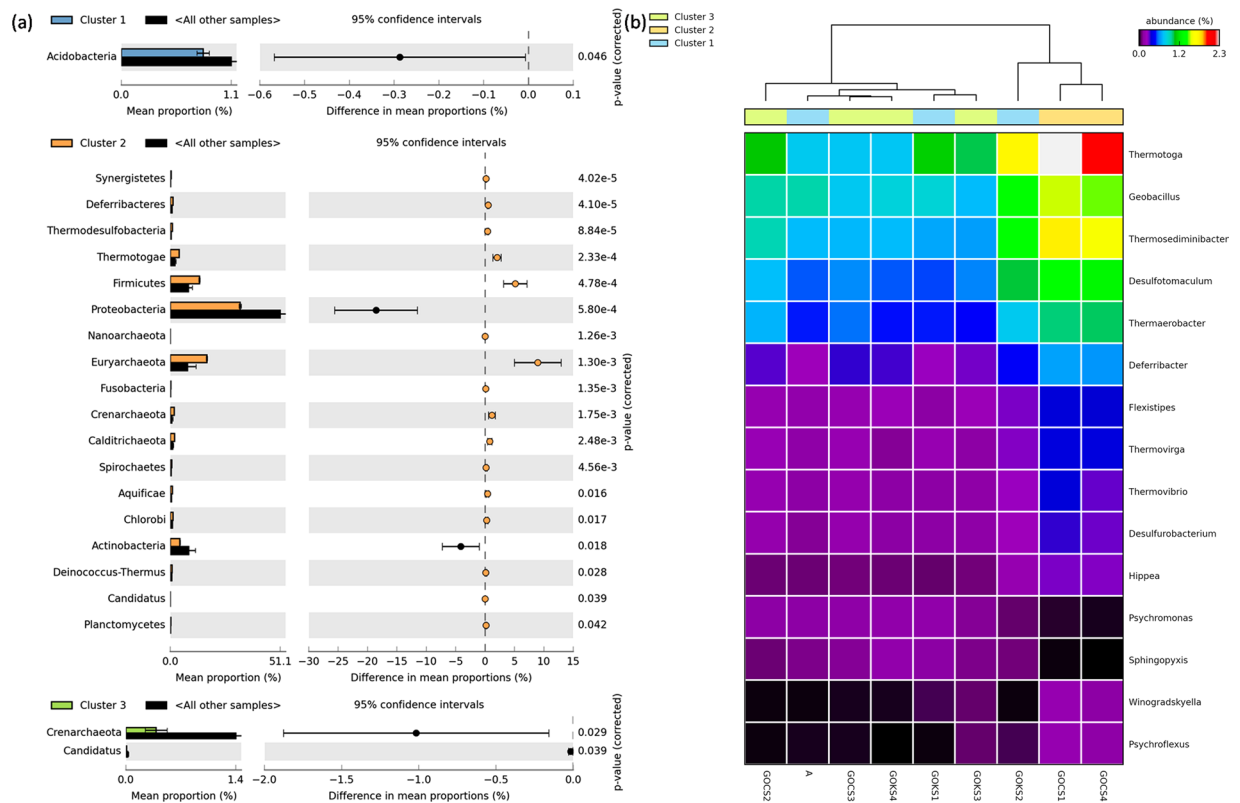 (a)
Cluster 1
<All other samples>
95% confidence intervals
Acidobacteria
0.046
p-value (corrected)
0.0 1.1
Mean proportion (%)
−0.6 −0.5 −0.4 −0.3 −0.2 −0.1 0.0 0.1
Difference in mean proportions (%)
Cluster 2
<All other samples>
95% confidence intervals
Synergistetes 4.02e-5
Deferribacteres 4.10e-5
Thermodesulfobacteria 8.84e-5
Thermotogae 2.33e-4
Firmicutes 4.78e-4
Proteobacteria 5.80e-4
Nanoarchaeota 1.26e-3
Euryarchaeota 1.30e-3
Fusobacteria 1.35e-3
Crenarchaeota 1.75e-3
Calditrichaeota 2.48e-3
Spirochaetes 4.56e-3
Aquificae 0.016
Chlorobi 0.017
Actinobacteria 0.018
Deinococcus-Thermus 0.028
Candidatus 0.039
Planctomycetes 0.042
p-value (corrected)
0.0 51.1
Mean proportion (%)
−30 −25 −20 −15 −10 −5 0 5 10 15
Difference in mean proportions (%)
Cluster 3
<All other samples>
95% confidence intervals
Crenarchaeota 0.029
Candidatus 0.039
p-value (corrected)
0.0 1.4
Mean proportion (%)
−2.0 −1.5 −1.0 −0.5 0.0
Difference in mean proportions (%)
(b)
Cluster 3
Cluster 2
Cluster 1
abundance (%)
0.0 1.2 2.3
Thermotoga
Geobacillus
Thermosediminibacter
Desulfotomaculum
Thermaerobacter
Deferribacter
Flexistipes
Thermovirga
Thermovibrio
Desulfurobacterium
Hippea
Psychromonas
Sphingopyxis
Winogradskyella
Psychroflexus
GOCS2
A
GOCS3
GOKS4
GOKS1
GOKS3
GOKS2
GOCS1
GOCS4